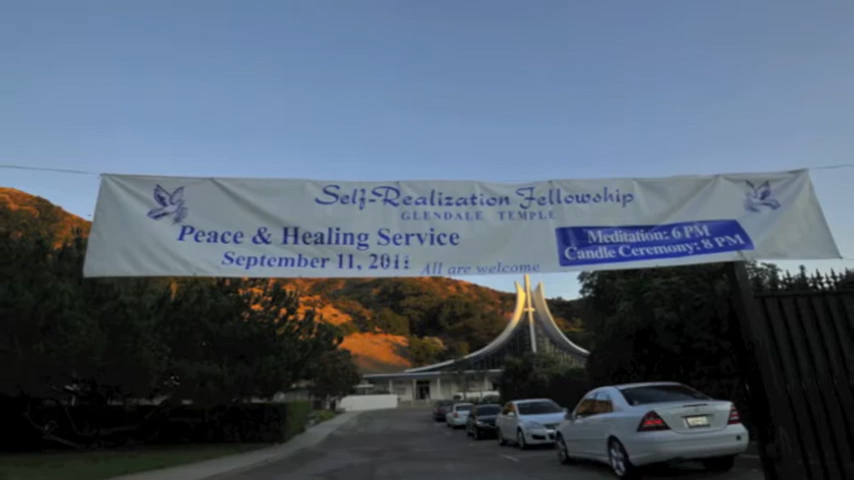 Self-Realization Fellowship
GLENDALE TEMPLE
Peace & Healing Service
September 11, 2011
All are welcome
Meditation: 6 PM
Candle Ceremony: 8 PM